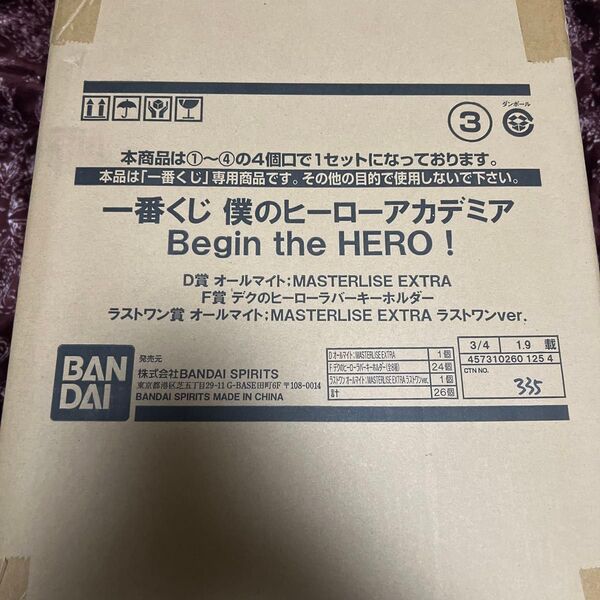 ③
ダンボール
本商品は①〜④の4個口で1セットになっております。
本品は「一番くじ」専用商品です。その他の目的で使用しないで下さい。
一番くじ 僕のヒーローアカデミア
Begin the HERO！
D賞 オールマイト；MASTERLISE EXTRA
F賞 デクのヒーローラバーキーホルダー
ラストワン賞 オールマイト；MASTERLISE EXTRA ラストワンver.
BAN
DAI
発売元
株式会社BANDAI SPIRITS
東京都港区芝五丁目29-11 G-BASE田町6F 〒108-0014
BANDAI SPIRITS MADE IN CHINA
D オールマイト；MASTERLISE EXTRA 1個
F デクのヒーローラバーキーホルダー(全8種) 24個
ラストワン オールマイト；MASTERLISE EXTRA ラストワンver. 1個
合計 26個
3/4 1.9 載
457310260 125 4
CTN NO.
335